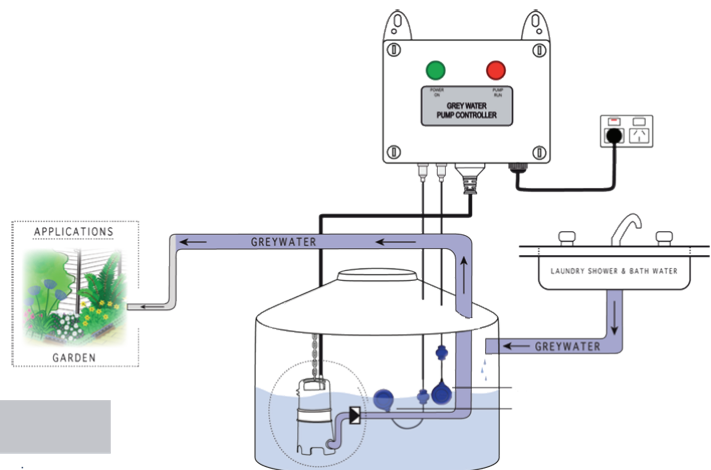 POWER
ON
PUMP
RUN
GREY WATER
PUMP CONTROLLER
APPLICATIONS
GREYWATER
LAUNDRY SHOWER & BATH WATER
GREYWATER
GARDEN